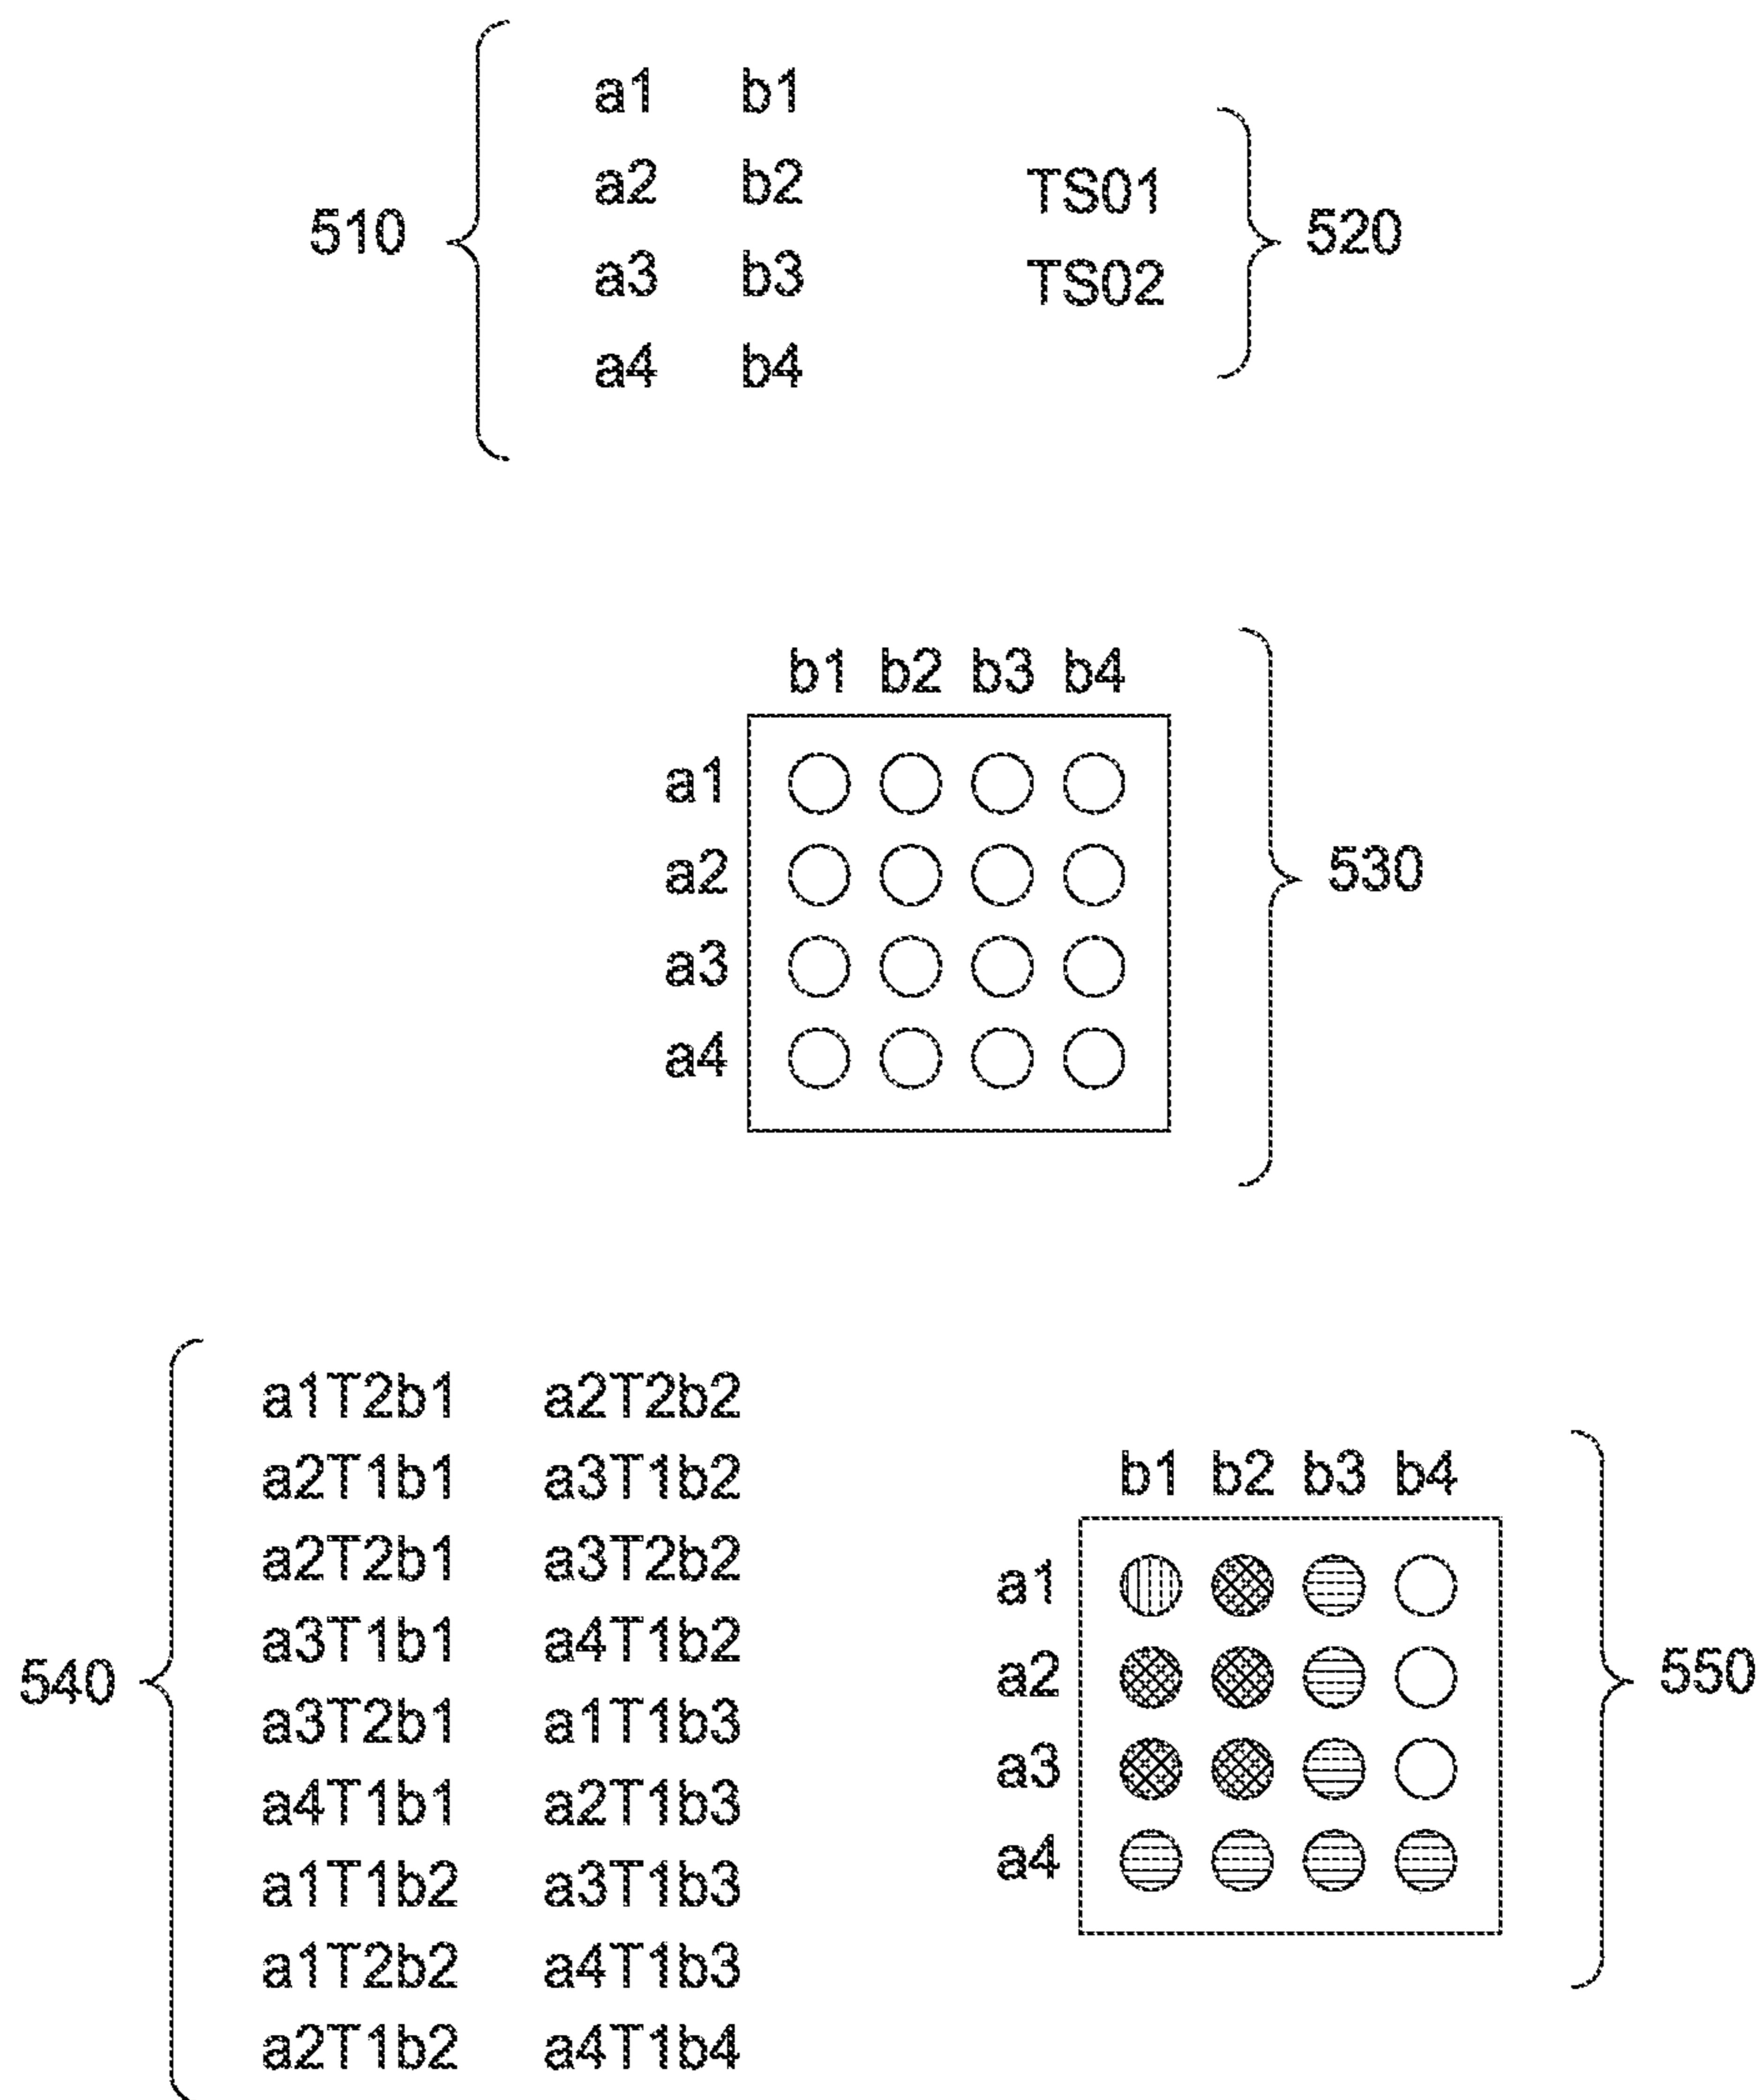 a1 b1
a2 b2
a3 b3
a4 b4
510
TS01
TS02
520
b1 b2 b3 b4
a1
a2
a3
a4
530
540
a1T2b1 a2T2b2
a2T1b1 a3T1b2
a2T2b1 a3T2b2
a3T1b1 a4T1b2
a3T2b1 a1T1b3
a4T1b1 a2T1b3
a1T1b2 a3T1b3
a1T2b2 a4T1b3
a2T1b2 a4T1b4
b1 b2 b3 b4
a1
a2
a3
a4
550